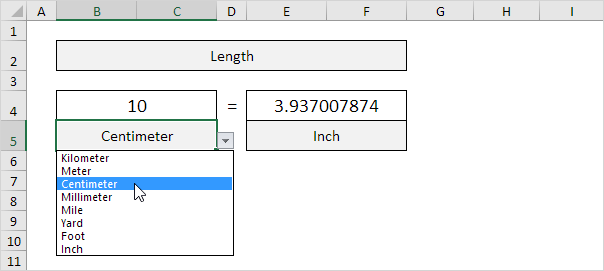 A B C D E F G H I
1
2 Length
3
4 10 = 3.937007874
5 Centimeter Inch
6 Kilometer
7 Meter
Centimeter
8 Millimeter
9 Mile
Yard
10 Foot
Inch
11